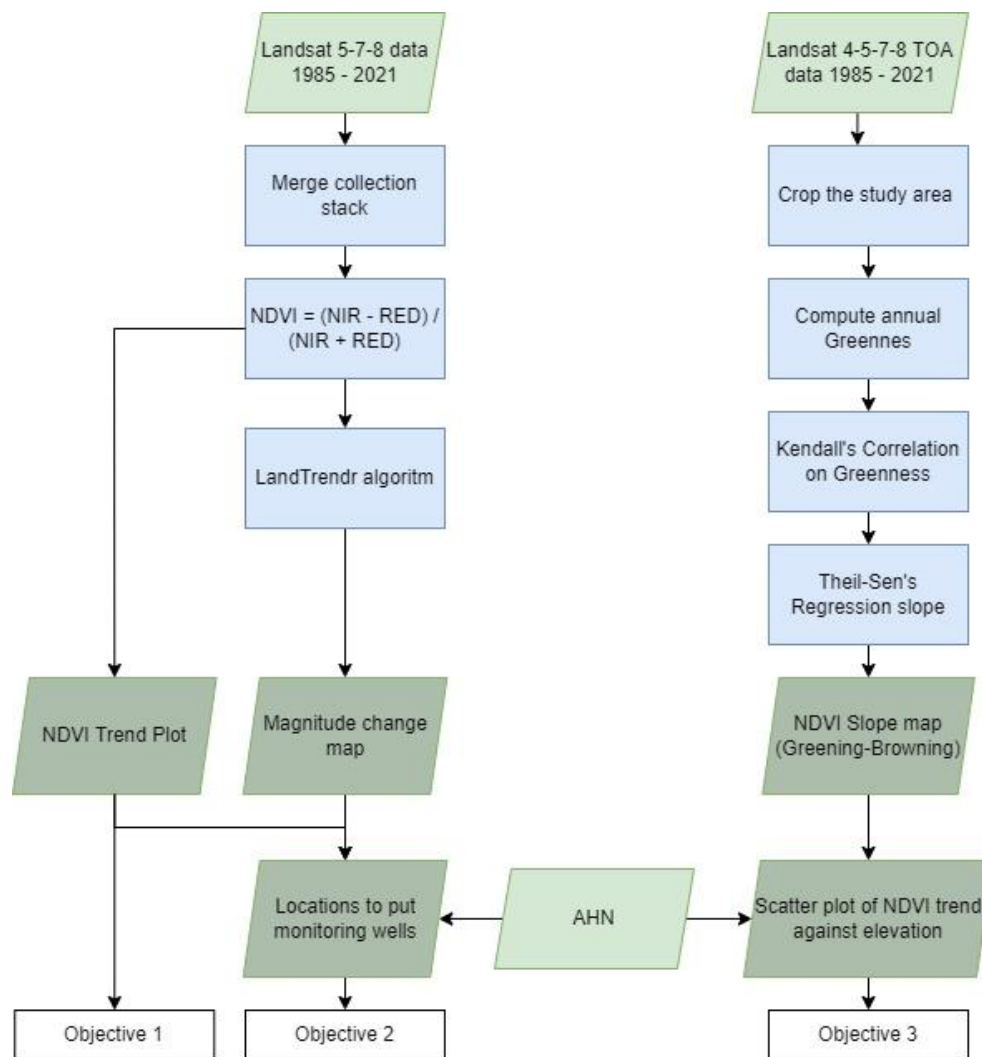 Landsat 5-7-8 data
1985 - 2021
Landsat 4-5-7-8 TOA
data 1985 - 2021
Merge collection
stack
Crop the study area
NDVI = (NIR - RED) /
(NIR + RED)
Compute annual
Greennes
LandTrendr algoritm
Kendall's Correlation
on Greenness
Theil-Sen's
Regression slope
NDVI Trend Plot
Magnitude change
map
NDVI Slope map
(Greening-Browning)
Locations to put
monitoring wells
AHN
Scatter plot of NDVI trend
against elevation
Objective 1
Objective 2
Objective 3